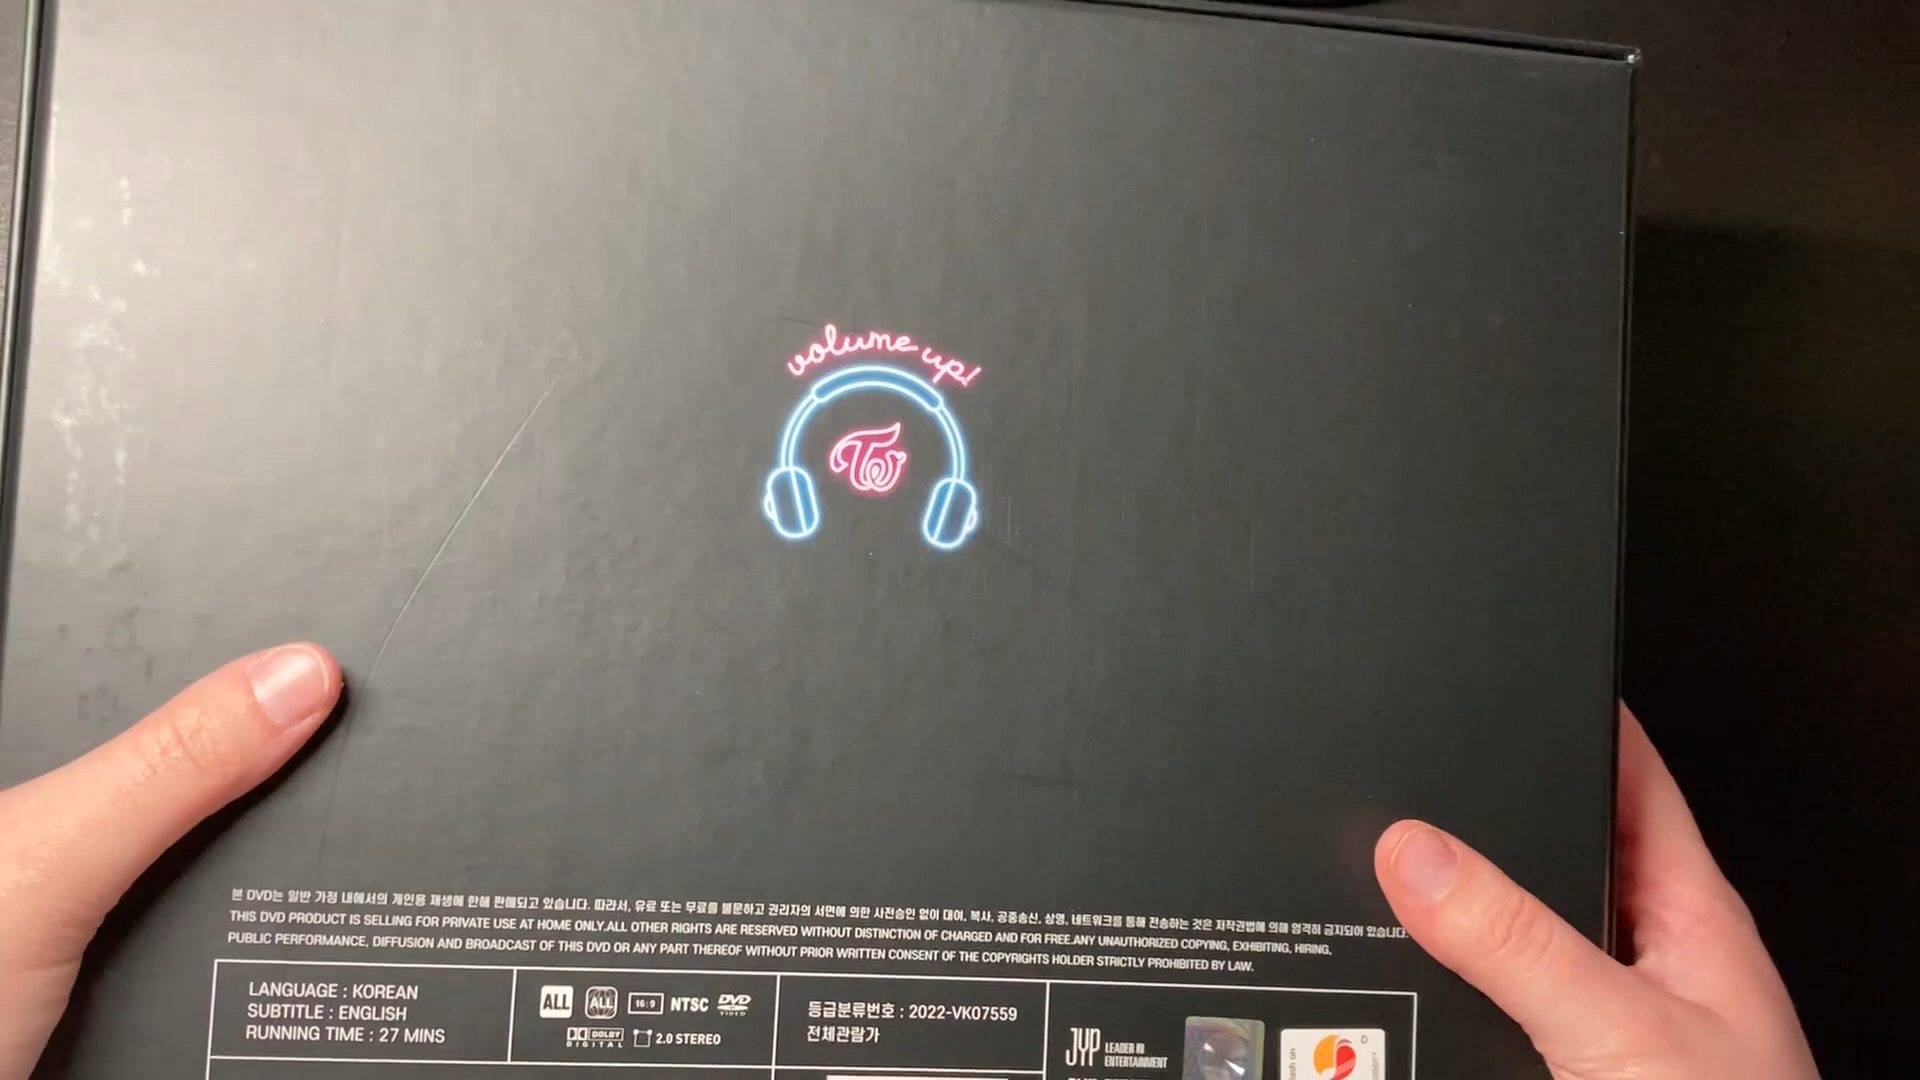 volume up!
TW
본 DVD는 일반 가정 내에서의 개인용 재생에 한해 판매되고 있습니다. 따라서, 유료 또는 무료를 불문하고 권리자의 서면에 의한 사전승인 없이 대여, 복사, 공중송신, 상영, 네트워크를 통해 전송하는 것은 저작권법에 의해 엄격히 금지되어 있습니다.
THIS DVD PRODUCT IS SELLING FOR PRIVATE USE AT HOME ONLY.ALL OTHER RIGHTS ARE RESERVED WITHOUT DISTINCTION OF CHARGED AND FOR FREE.ANY UNAUTHORIZED COPYING, EXHIBITING, HIRING,
PUBLIC PERFORMANCE, DIFFUSION AND BROADCAST OF THIS DVD OR ANY PART THEREOF WITHOUT PRIOR WRITTEN CONSENT OF THE COPYRIGHTS HOLDER STRICTLY PROHIBITED BY LAW.
LANGUAGE : KOREAN
SUBTITLE : ENGLISH
RUNNING TIME : 27 MINS
ALL ALL 16:9 NTSC DVD VIDEO
DOLBY DIGITAL 2.0 STEREO
등급분류번호 : 2022-VK07559
전체관람가
JYP LEADER IN
ENTERTAINMENT